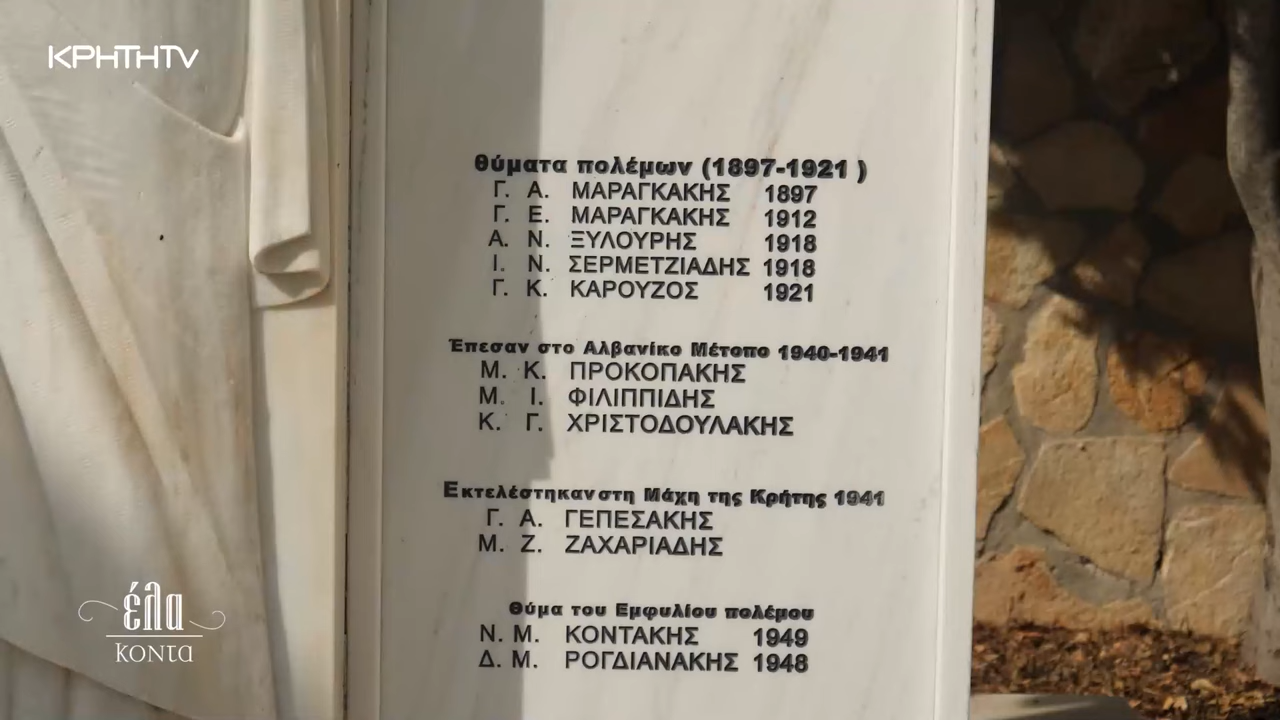 ΚΡΗΤΗTV
θύματα πολέμων (1897-1921 )
Γ. Α. ΜΑΡΑΓΚΑΚΗΣ 1897
Γ. Ε. ΜΑΡΑΓΚΑΚΗΣ 1912
Α. Ν. ΞΥΛΟΥΡΗΣ 1918
Ι. Ν. ΣΕΡΜΕΤΖΙΑΔΗΣ 1918
Γ. Κ. ΚΑΡΟΥΖΟΣ 1921
Έπεσαν στο Αλβανίκο Μέτοπο 1940-1941
Μ. Κ. ΠΡΟΚΟΠΑΚΗΣ
Μ. Ι. ΦΙΛΙΠΠΙΔΗΣ
Κ. Γ. ΧΡΙΣΤΟΔΟΥΛΑΚΗΣ
Εκτελέστηκαν στη Μάχη της Κρήτης 1941
Γ. Α. ΓΕΠΕΣΑΚΗΣ
Μ. Ζ. ΖΑΧΑΡΙΑΔΗΣ
Θύμα του Εμφυλίου πολέμου
Ν. Μ. ΚΟΝΤΑΚΗΣ 1949
Δ. Μ. ΡΟΓΔΙΑΝΑΚΗΣ 1948
έλα
κοντα